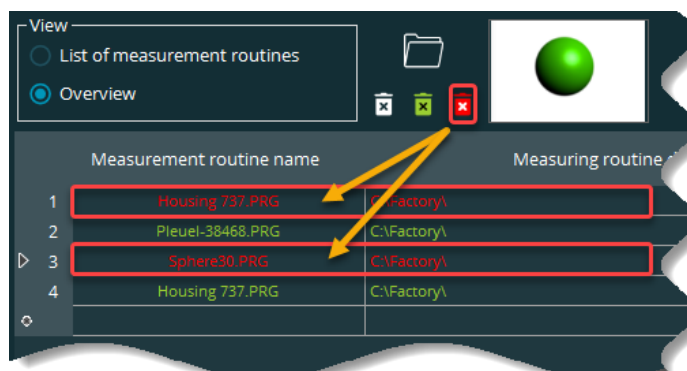 View
List of measurement routines
Overview
Measurement routine name Measuring routine
1 Housing 737.PRG C:\Factory\
2 Pleuel-38468.PRG C:\Factory\
3 Sphere30.PRG C:\Factory\
4 Housing 737.PRG C:\Factory\